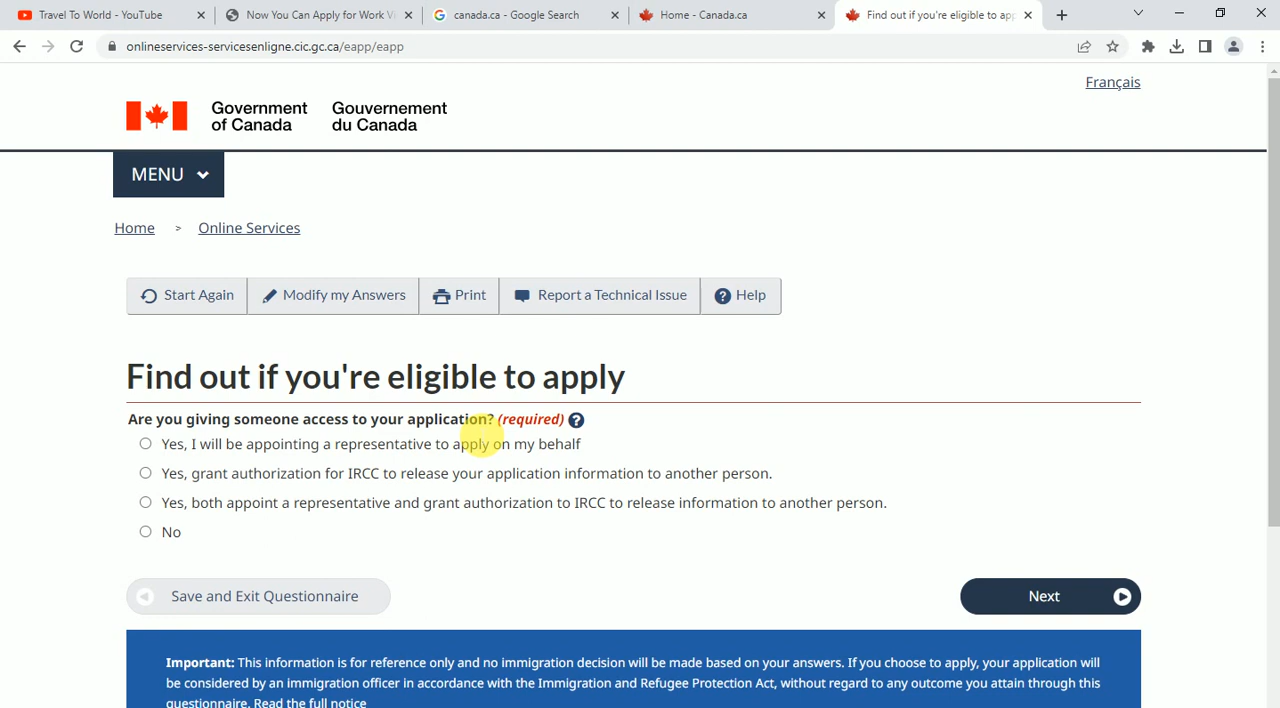 Travel To World - YouTube
Now You Can Apply for Work Vi
canada.ca - Google Search
Home - Canada.ca
Find out if you're eligible to app
onlineservices-servicesenligne.cic.gc.ca/eapp/eapp
Français
Government of Canada
Gouvernement du Canada
MENU
Home > Online Services
Start Again
Modify my Answers
Print
Report a Technical Issue
Help
Find out if you're eligible to apply
Are you giving someone access to your application? (required)
Yes, I will be appointing a representative to apply on my behalf
Yes, grant authorization for IRCC to release your application information to another person.
Yes, both appoint a representative and grant authorization to IRCC to release information to another person.
No
Save and Exit Questionnaire
Next
Important: This information is for reference only and no immigration decision will be made based on your answers. If you choose to apply, your application will
be considered by an immigration officer in accordance with the Immigration and Refugee Protection Act, without regard to any outcome you attain through this
questionnaire. Read the full notice